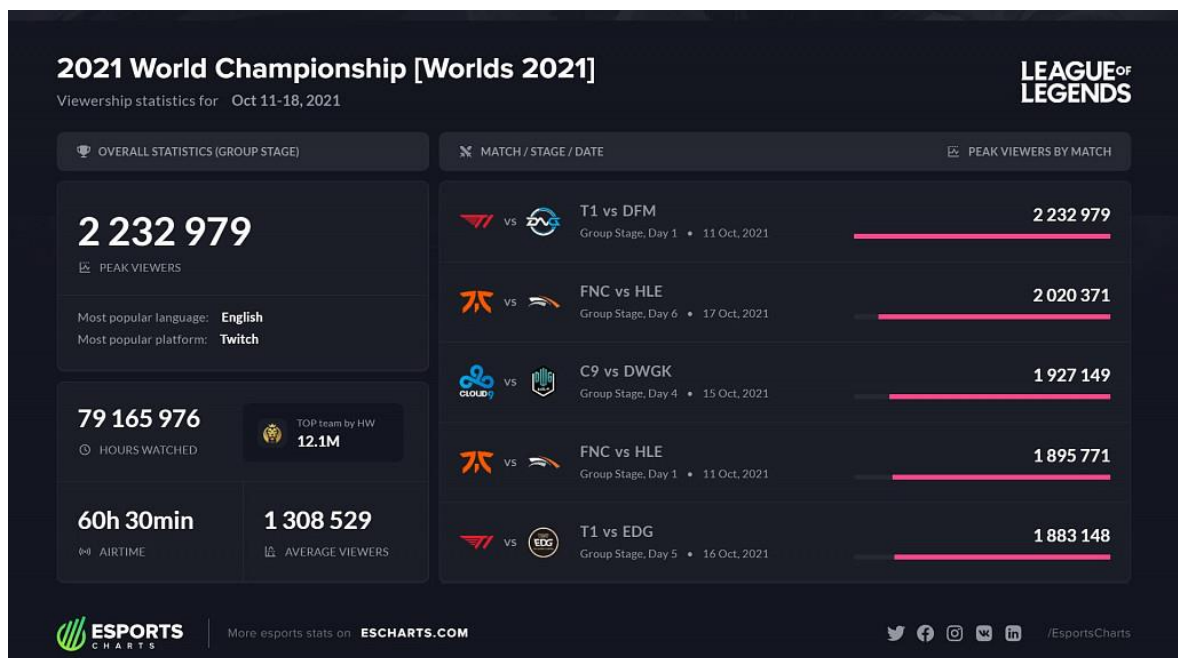 2021 World Championship [Worlds 2021]
Viewership statistics for Oct 11-18, 2021
LEAGUE OF
LEGENDS
OVERALL STATISTICS (GROUP STAGE)
2 232 979
PEAK VIEWERS
Most popular language: English
Most popular platform: Twitch
79 165 976
HOURS WATCHED
TOP team by HW
12.1M
60h 30min
AIRTIME
1 308 529
AVERAGE VIEWERS
MATCH / STAGE / DATE
PEAK VIEWERS BY MATCH
vs
T1 vs DFM
Group Stage, Day 1 • 11 Oct, 2021
2 232 979
vs
FNC vs HLE
Group Stage, Day 6 • 17 Oct, 2021
2 020 371
CLOUD9
vs
C9 vs DWGK
Group Stage, Day 4 • 15 Oct, 2021
1 927 149
vs
FNC vs HLE
Group Stage, Day 1 • 11 Oct, 2021
1 895 771
vs
EDG
T1 vs EDG
Group Stage, Day 5 • 16 Oct, 2021
1 883 148
ESPORTS
CHARTS
More esports stats on ESCHARTS.COM
/EsportsCharts